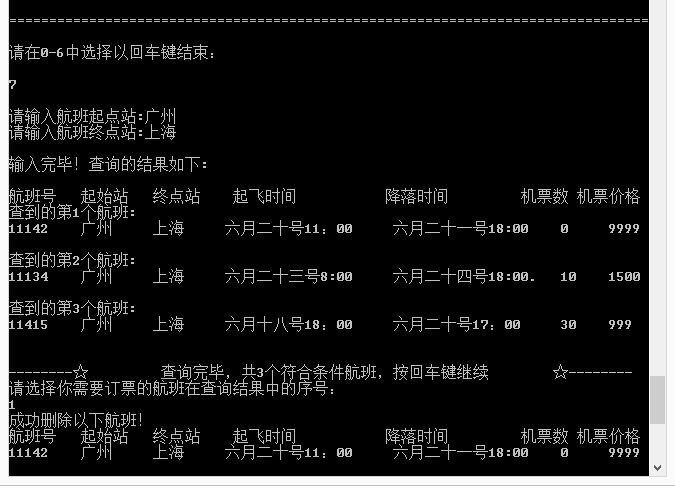 ================================================================================
请在0-6中选择以回车键结束:
7
请输入航班起点站:广州
请输入航班终点站:上海
输入完毕! 查询的结果如下:
航班号 起始站 终点站 起飞时间 降落时间 机票数 机票价格
查到的第1个航班:
11142 广州 上海 六月二十号11: 00 六月二十一号18:00 0 9999
查到的第2个航班:
11134 广州 上海 六月二十三号8:00 六月二十四号18:00. 10 1500
查到的第3个航班:
11415 广州 上海 六月十八号18: 00 六月二十号17: 00 30 999
--------☆ 查询完毕, 共3个符合条件航班, 按回车键继续 ☆--------
请选择你需要订票的航班在查询结果中的序号:
1
成功删除以下航班!
航班号 起始站 终点站 起飞时间 降落时间 机票数 机票价格
11142 广州 上海 六月二十号11: 00 六月二十一号18:00 0 9999